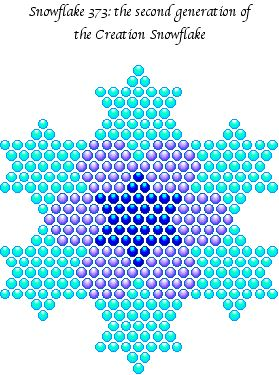 Snowflake 373: the second generation of
the Creation Snowflake